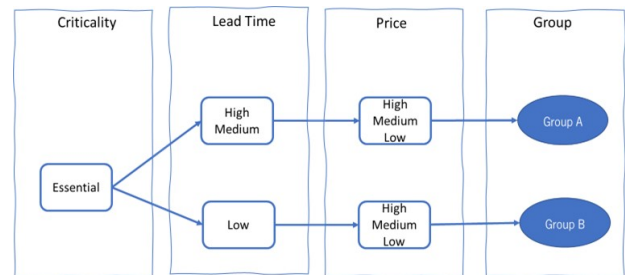 Criticality
Lead Time
Price
Group
Essential
High
Medium
High
Medium
Low
Group A
Low
High
Medium
Low
Group B